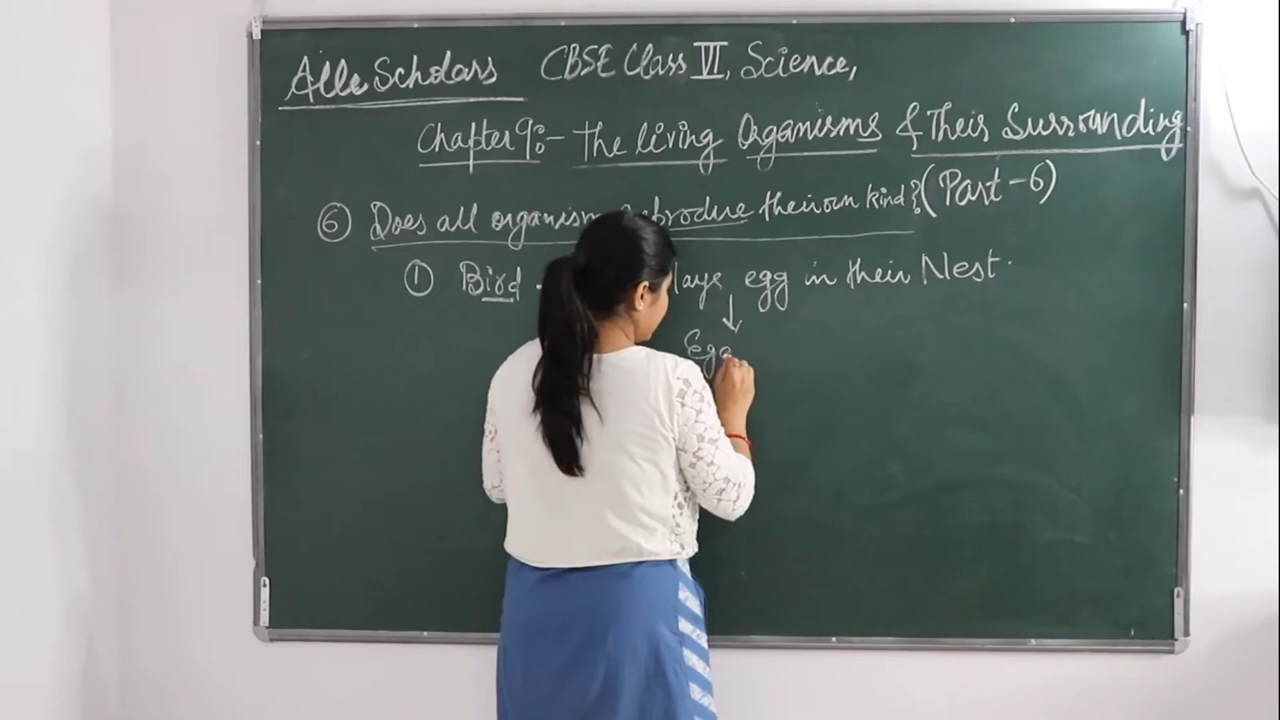 Alle Scholars CBSE Class VI, Science,
Chapter 9:- The living Organisms & Their Surrounding
⑥ Does all organism their own kind? (Part-6)
① Bird - lays egg in their Nest.
↓
Egg